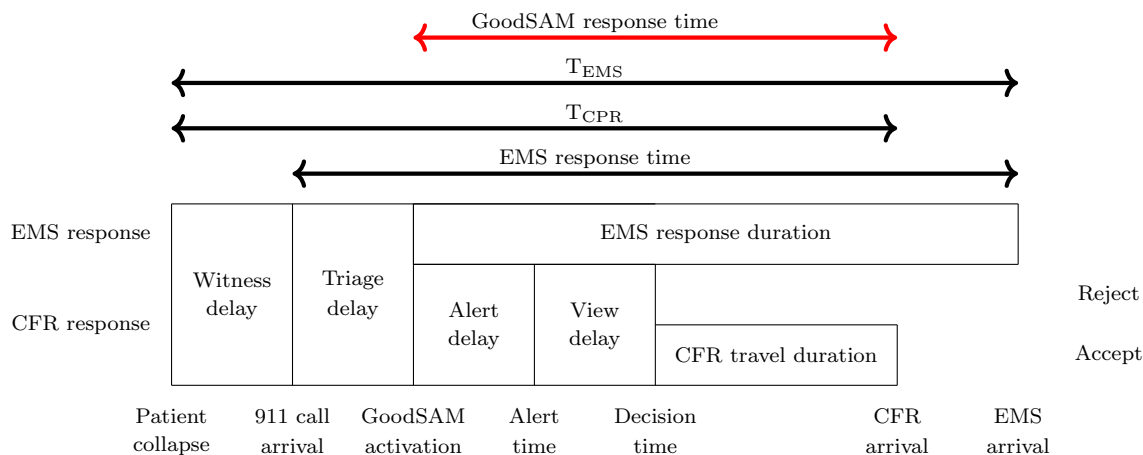 GoodSAM response time
T_EMS
T_CPR
EMS response time
EMS response
EMS response duration
Witness
delay
Triage
delay
CFR response
Alert
delay
View
delay
Reject
CFR travel duration
Accept
Patient
collapse
911 call
arrival
GoodSAM
activation
Alert
time
Decision
time
CFR
arrival
EMS
arrival